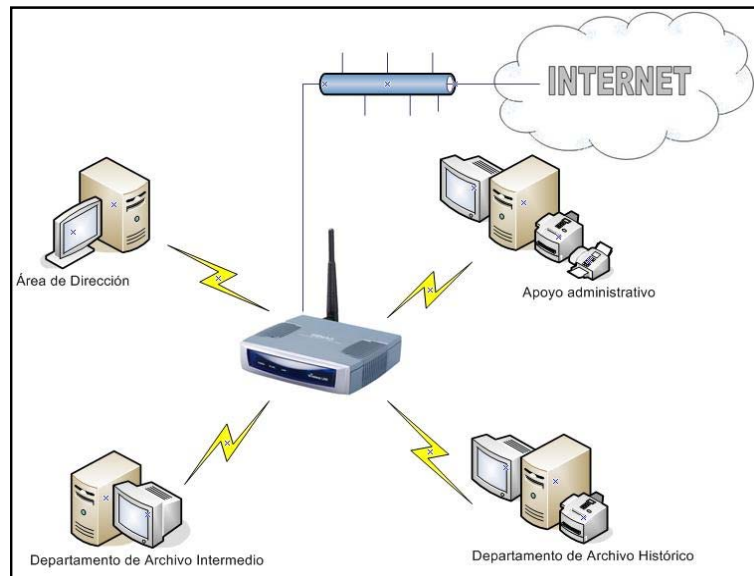 INTERNET
Área de Dirección
Apoyo administrativo
Departamento de Archivo Intermedio
Departamento de Archivo Histórico